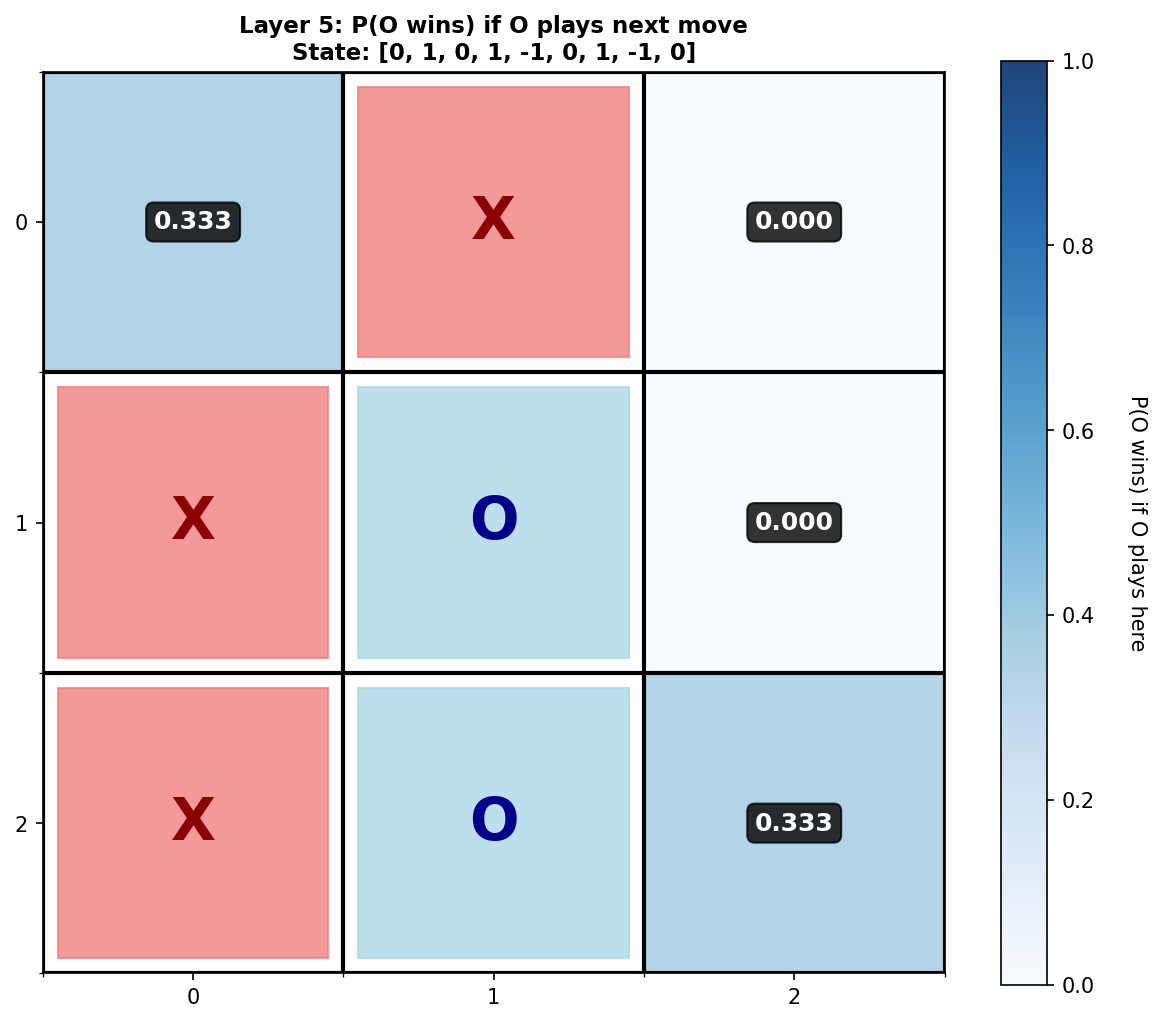 Layer 5: P(O wins) if O plays next move
State: [0, 1, 0, 1, -1, 0, 1, -1, 0]
0.333
X
0.000
X
O
0.000
X
O
0.333
0
1
2
0
1
2
1.0
0.8
0.6
0.4
0.2
0.0
P(O wins) if O plays here